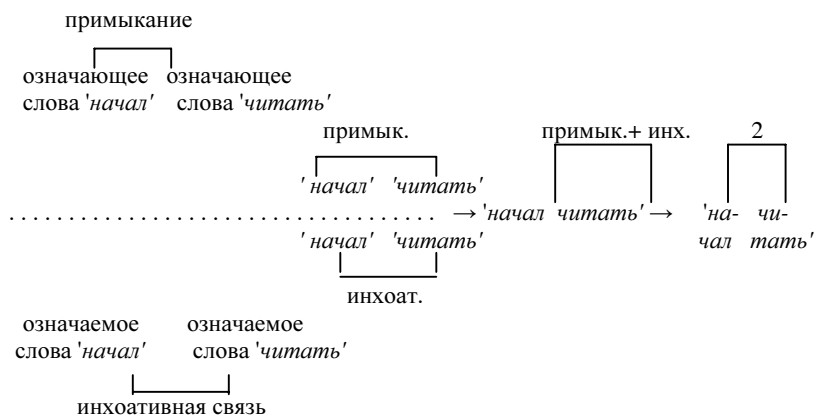 примыкание
означающее означающее
слова 'начал' слова 'читать'
примык. примык.+ инх. 2
' начал' 'читать'
. . . . . . . . . . . . . . . . . . . . . . . . . . . . . . . . . . . . . → 'начал читать' → 'на- чи-
' начал' 'читать' чал тать'
инхоат.
означаемое означаемое
слова 'начал' слова 'читать'
инхоативная связь